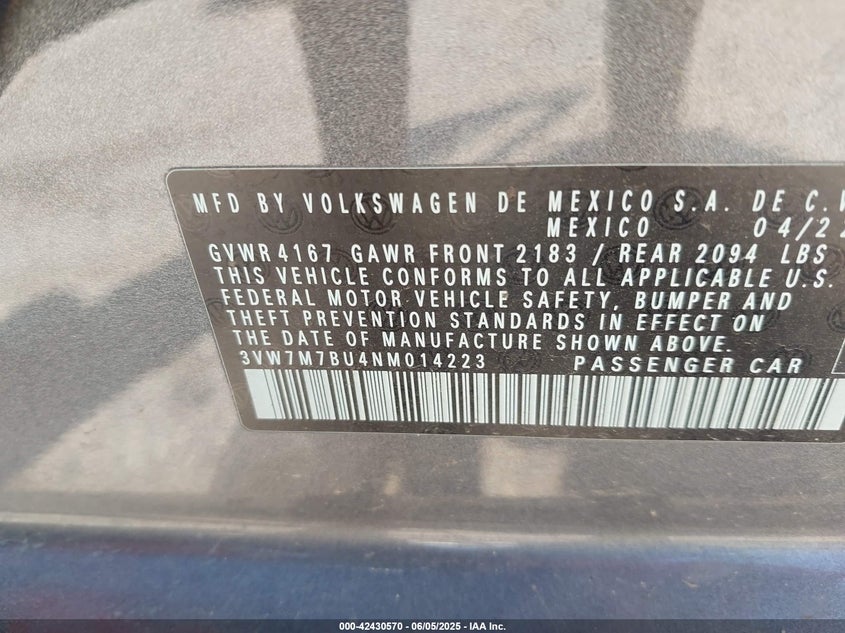 MFD BY VOLKSWAGEN DE MEXICO S.A. DE C.V
MEXICO 04/22
GVWR 4167 GAWR FRONT 2183 / REAR 2094 LBS
THIS VEHICLE CONFORMS TO ALL APPLICABLE U.S.
FEDERAL MOTOR VEHICLE SAFETY, BUMPER AND
THEFT PREVENTION STANDARDS IN EFFECT ON
THE DATE OF MANUFACTURE SHOWN ABOVE.
3VW7M7BU4NM014223 PASSENGER CAR
000-42430570 / 06/05/2025 - IAA Inc.